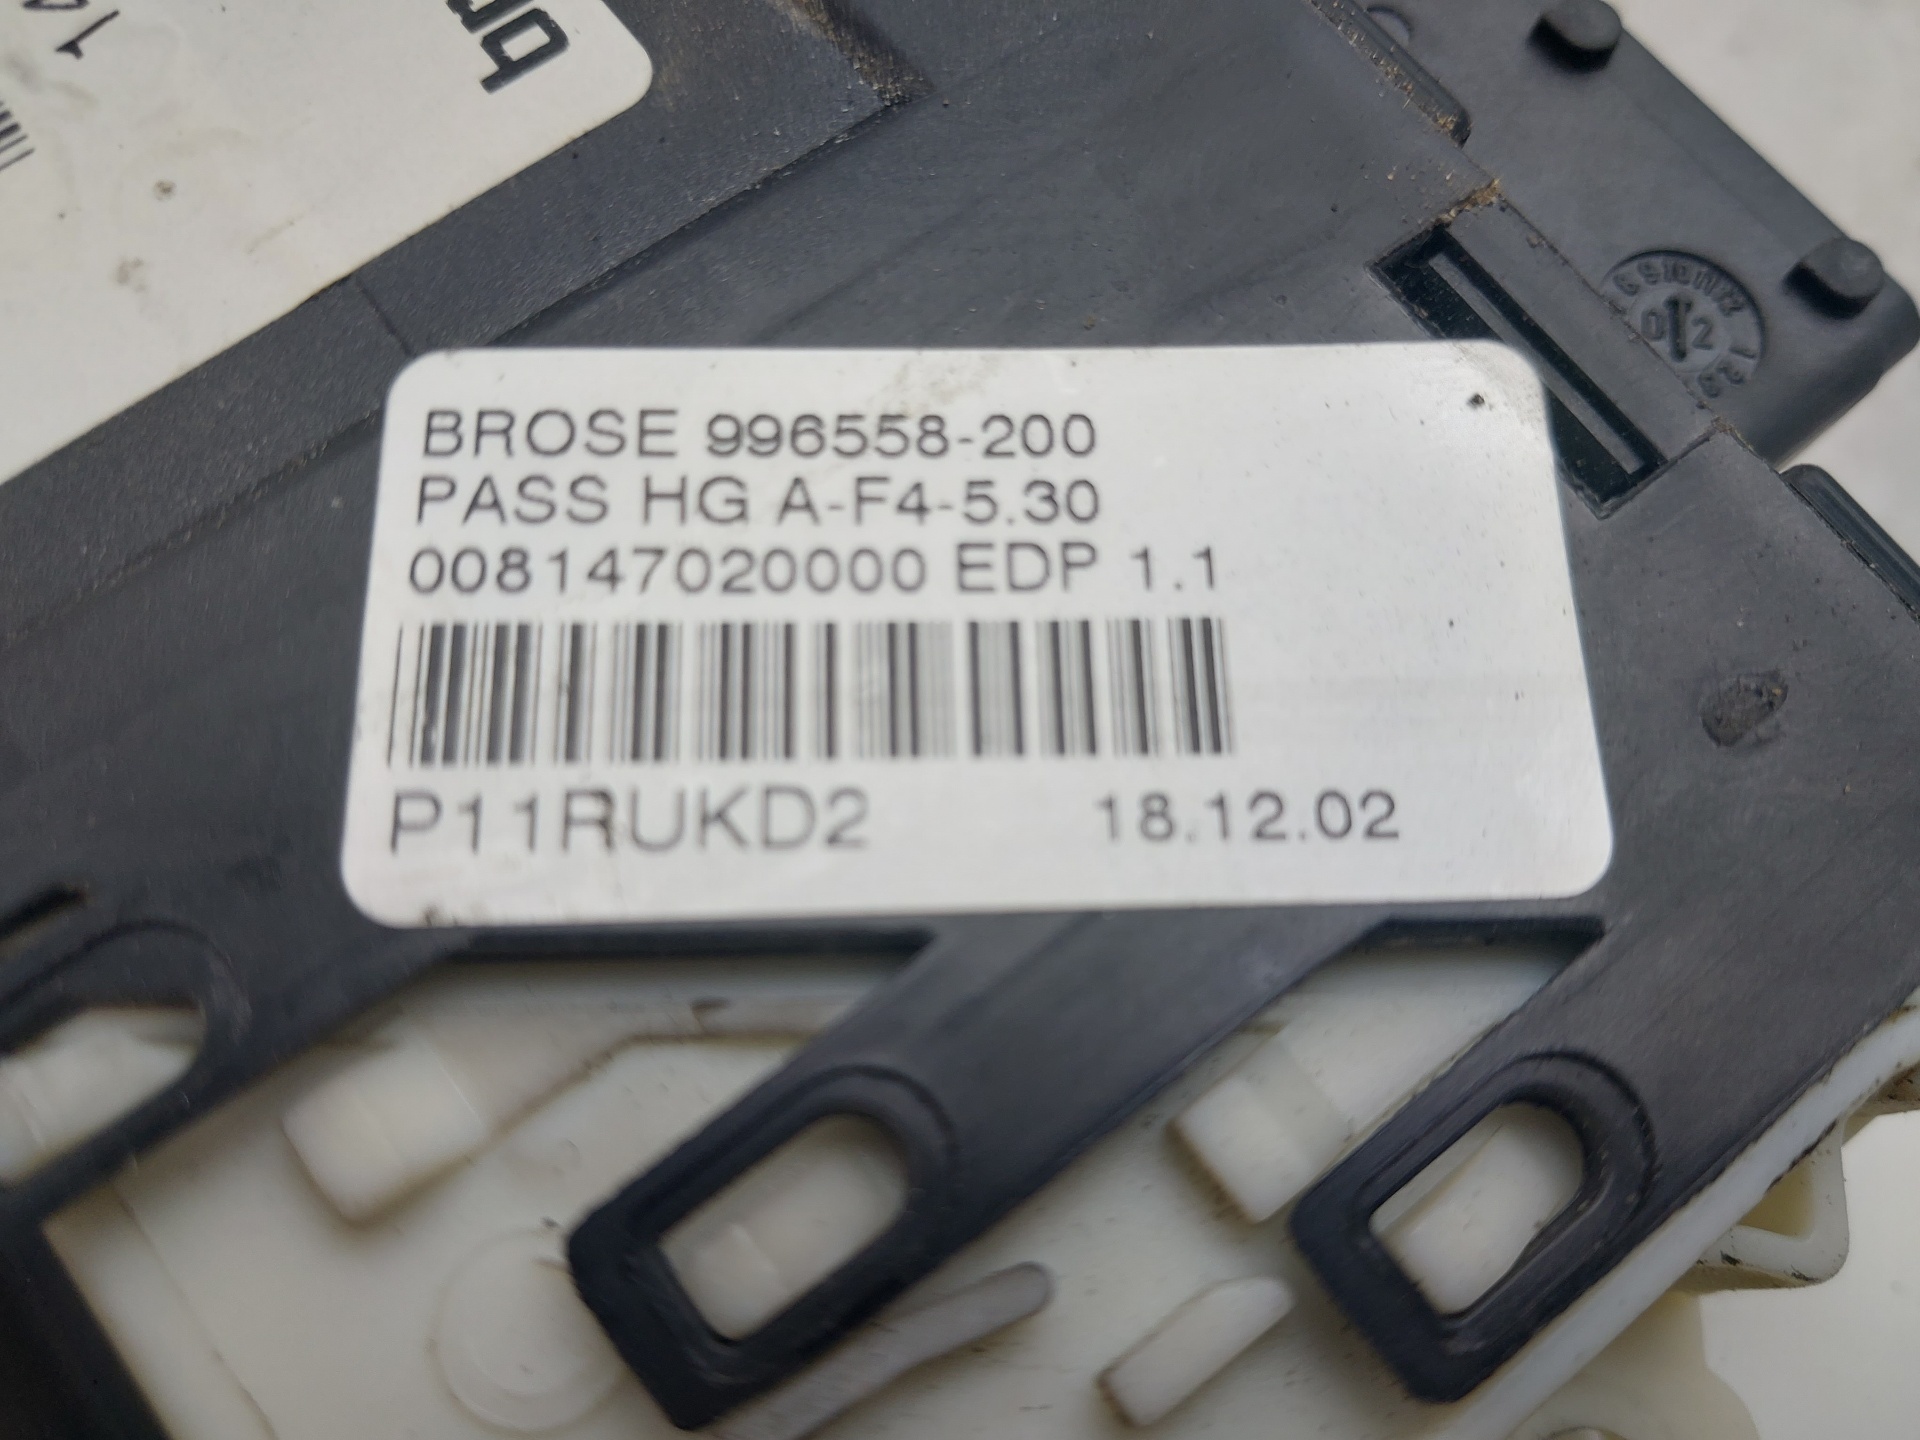 BROSE 996558-200
PASS HG A-F4-5.30
008147020000 EDP 1.1
P11RUKD2 18.12.02